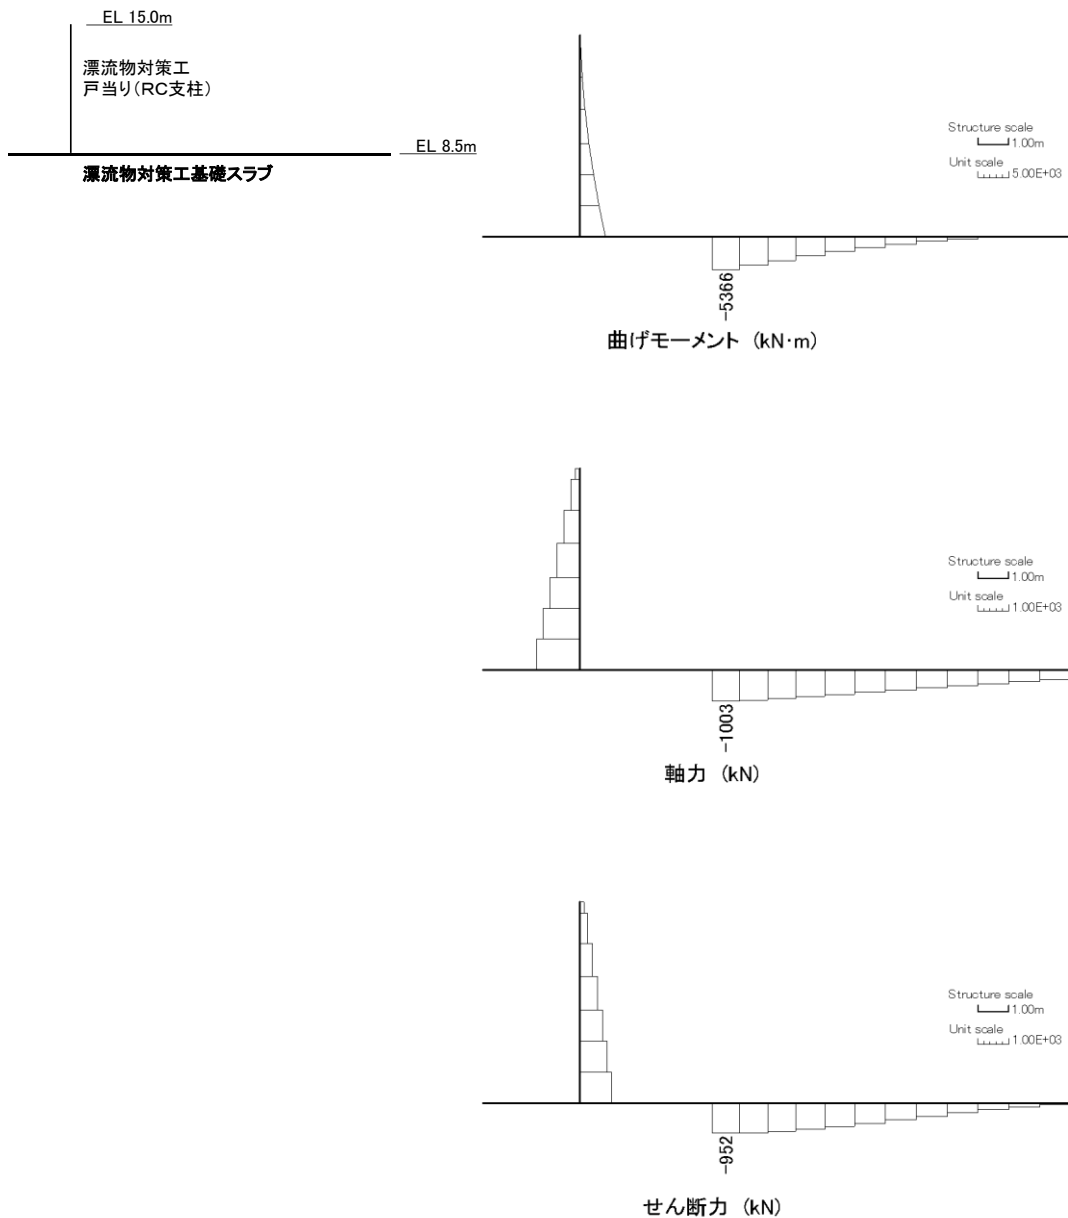 EL 15.0m
漂流物対策工
戸当り(RC支柱)
EL 8.5m
漂流物対策工基礎スラブ
Structure scale
1.00m
Unit scale
5.00E+03
-5366
曲げモーメント (kN・m)
Structure scale
1.00m
Unit scale
1.00E+03
-1003
軸力 (kN)
Structure scale
1.00m
Unit scale
1.00E+03
-952
せん断力 (kN)